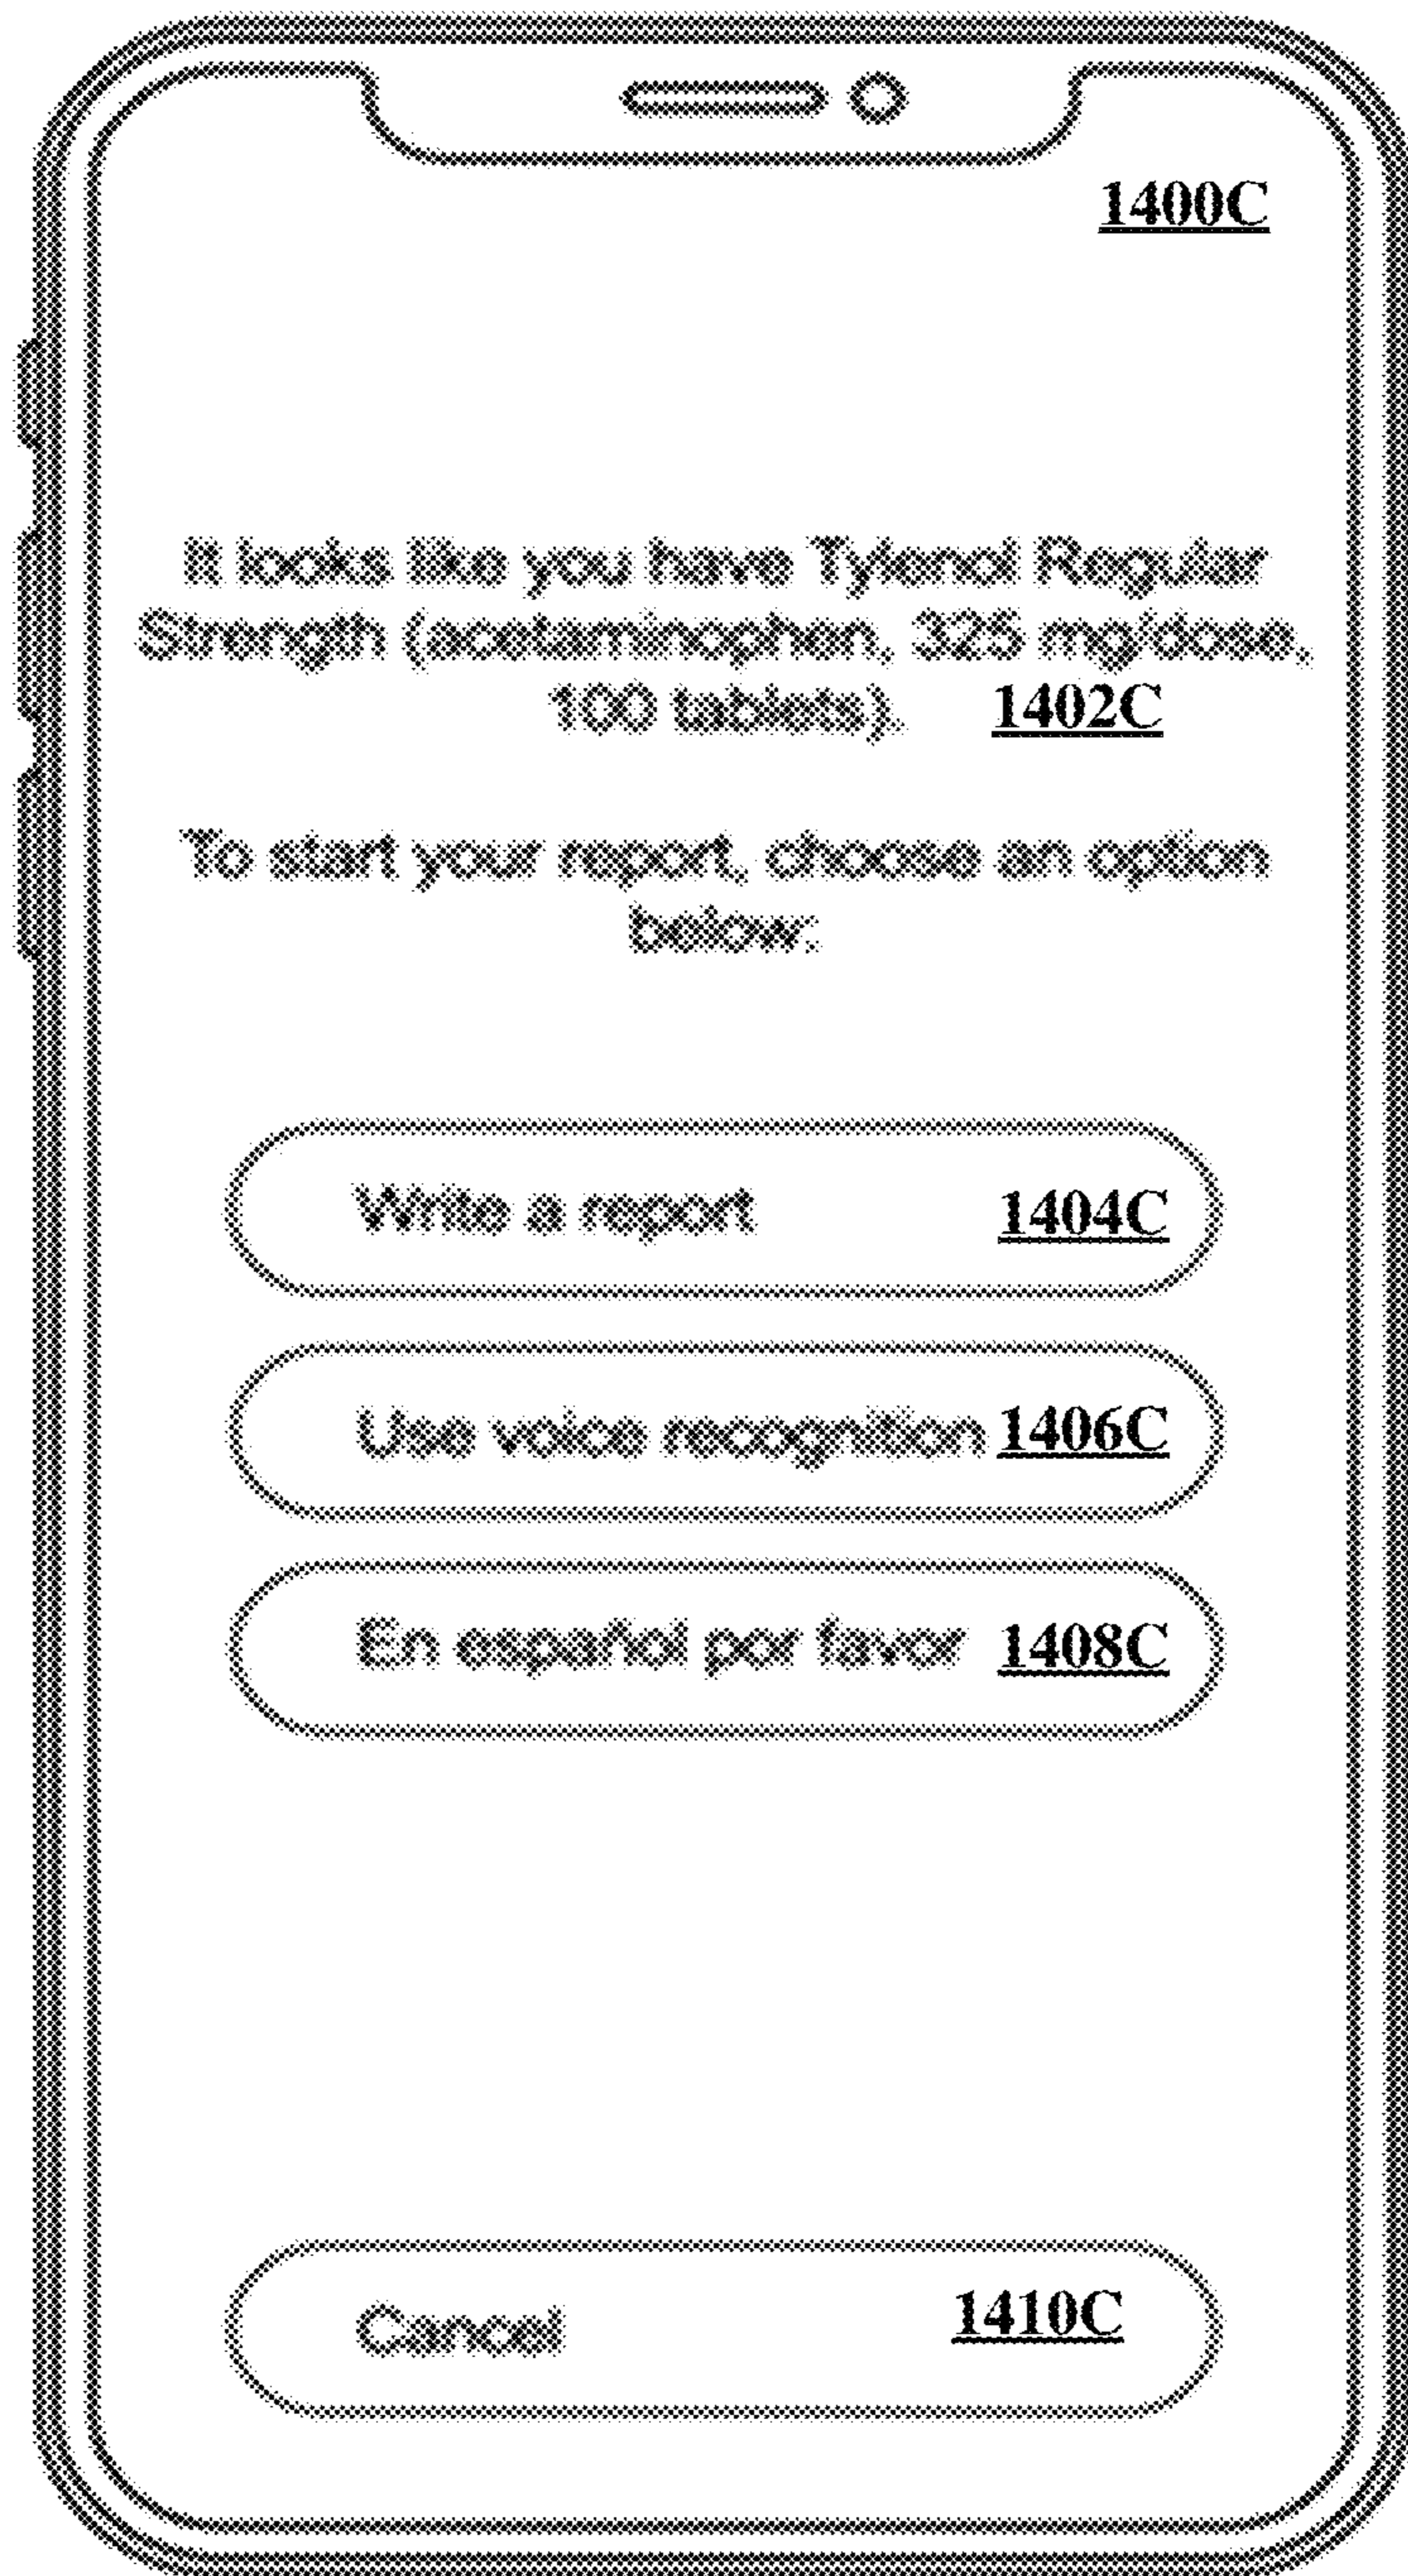 1400C
It looks like you have Tylenol Regular
Strength (acetaminophen, 325 mg/dose,
100 tablets). 1402C
To start your report, choose an option
below:
Write a report 1404C
Use voice recognition 1406C
En español por favor 1408C
Cancel 1410C